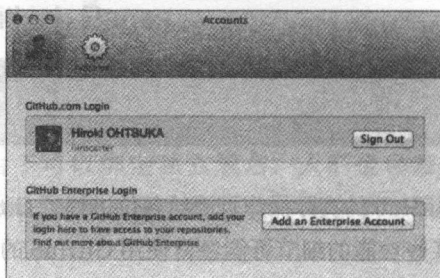 Accounts
GitHub.com Login
Hiroki OHTSUKA
Sign Out
GitHub Enterprise Login
If you have a GitHub Enterprise account, add your
login here to have access to your repositories.
Find out more about GitHub Enterprise
Add an Enterprise Account